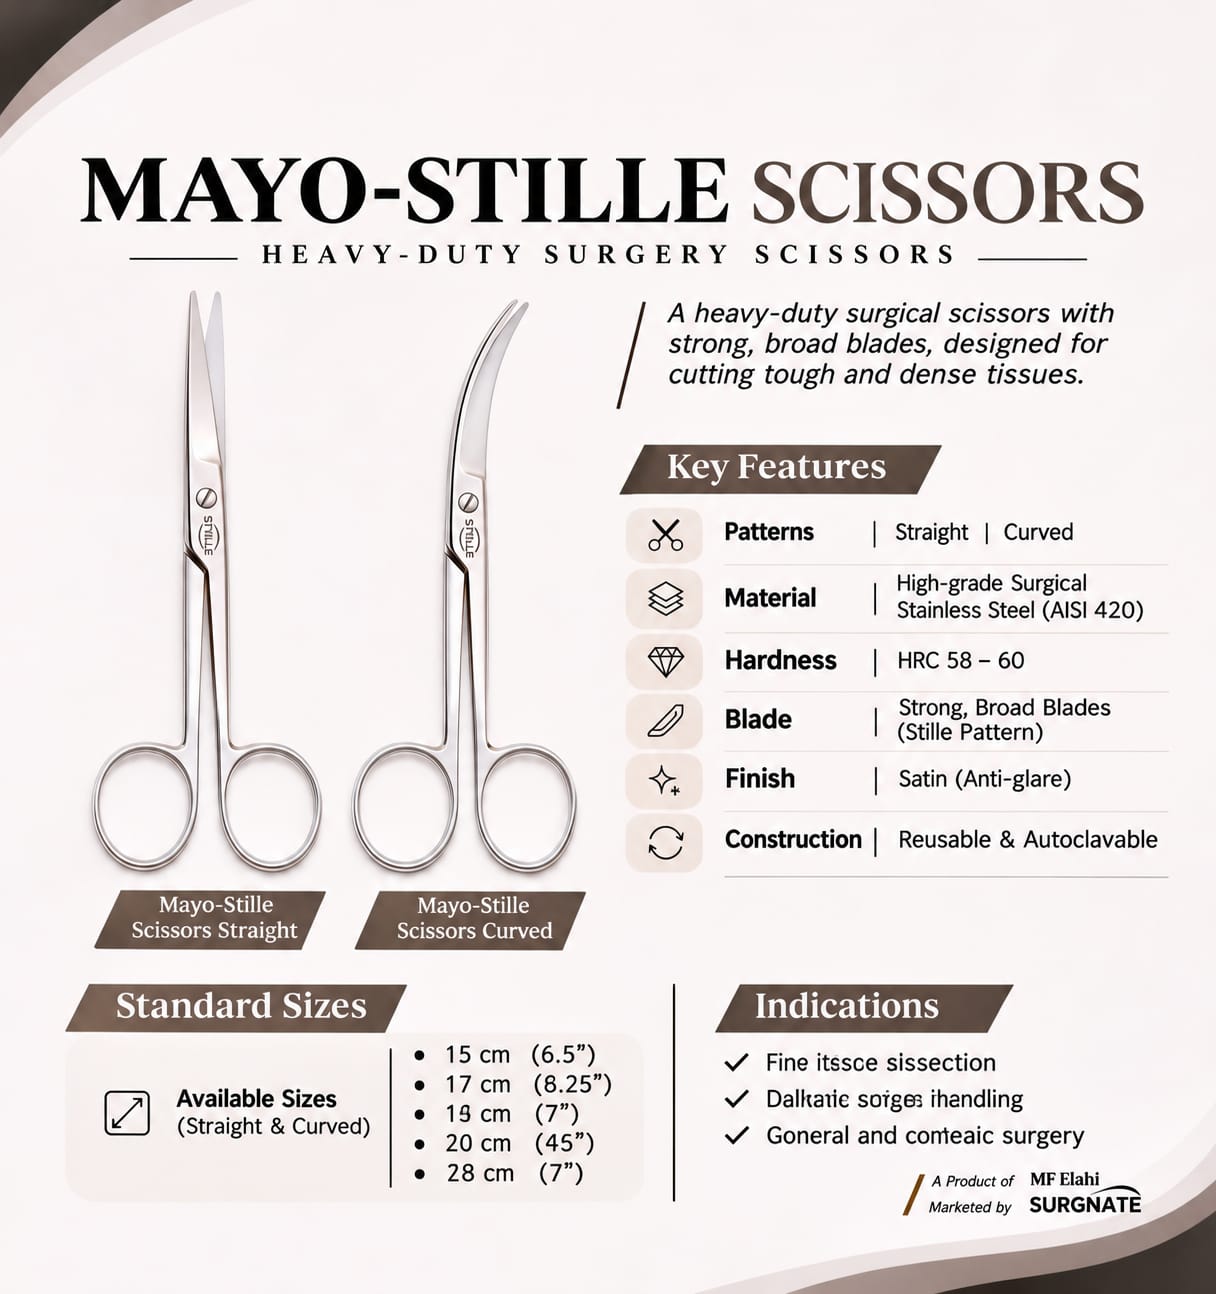 MAYO-STILLE SCISSORS
HEAVY-DUTY SURGERY SCISSORS
A heavy-duty surgical scissors with
strong, broad blades, designed for
cutting tough and dense tissues.
STILLE
STILLE
Mayo-Stille
Scissors Straight
Mayo-Stille
Scissors Curved
Key Features
Patterns | Straight | Curved
Material | High-grade Surgical
Stainless Steel (AISI 420)
Hardness | HRC 58 – 60
Blade | Strong, Broad Blades
(Stille Pattern)
Finish | Satin (Anti-glare)
Construction | Reusable & Autoclavable
Standard Sizes
Available Sizes
(Straight & Curved)
• 15 cm (6.5”)
• 17 cm (8.25”)
• cm (7”)
• 20 cm (45”)
• 28 cm (7”)
Indications
✓ Fine itssce sissection
✓ ihandling
✓ Goneral and surgery
A Product of MF Elahi
Marketed by SURGNATE